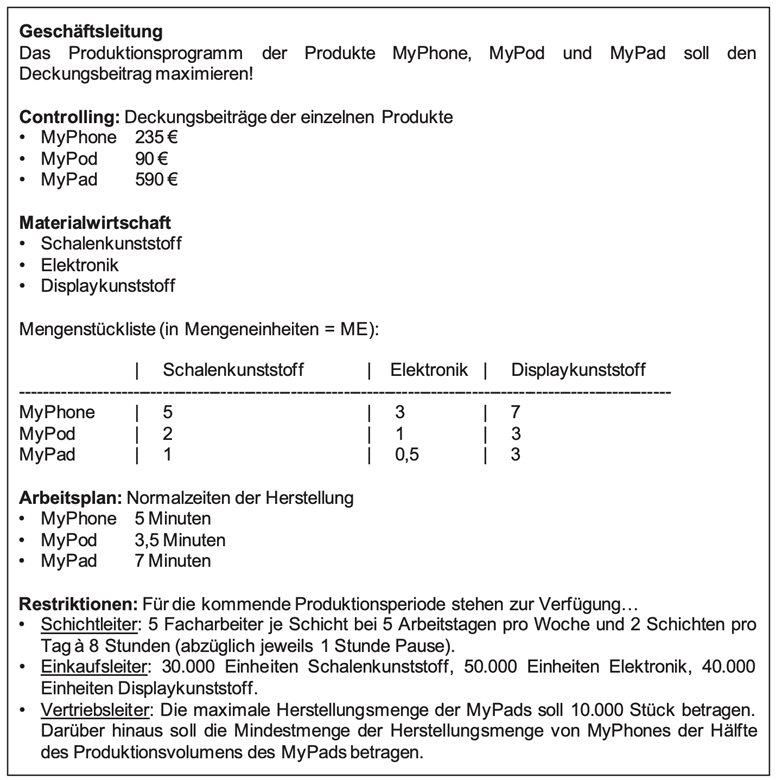 Geschäftsleitung
Das Produktionsprogramm der Produkte MyPhone, MyPod und MyPad soll den
Deckungsbeitrag maximieren!
Controlling: Deckungsbeiträge der einzelnen Produkte
• MyPhone 235 €
• MyPod 90 €
• MyPad 590 €
Materialwirtschaft
• Schalenkunststoff
• Elektronik
• Displaykunststoff
Mengenstückliste (in Mengeneinheiten = ME):
| Schalenkunststoff | Elektronik | Displaykunststoff
--------------------------------------------------------------------------------------------
MyPhone | 5 | 3 | 7
MyPod | 2 | 1 | 3
MyPad | 1 | 0,5 | 3
Arbeitsplan: Normalzeiten der Herstellung
• MyPhone 5 Minuten
• MyPod 3,5 Minuten
• MyPad 7 Minuten
Restriktionen: Für die kommende Produktionsperiode stehen zur Verfügung…
• Schichtleiter: 5 Facharbeiter je Schicht bei 5 Arbeitstagen pro Woche und 2 Schichten pro
Tag à 8 Stunden (abzüglich jeweils 1 Stunde Pause).
• Einkaufsleiter: 30.000 Einheiten Schalenkunststoff, 50.000 Einheiten Elektronik, 40.000
Einheiten Displaykunststoff.
• Vertriebsleiter: Die maximale Herstellungsmenge der MyPads soll 10.000 Stück betragen.
Darüber hinaus soll die Mindestmenge der Herstellungsmenge von MyPhones der Hälfte
des Produktionsvolumens des MyPads betragen.